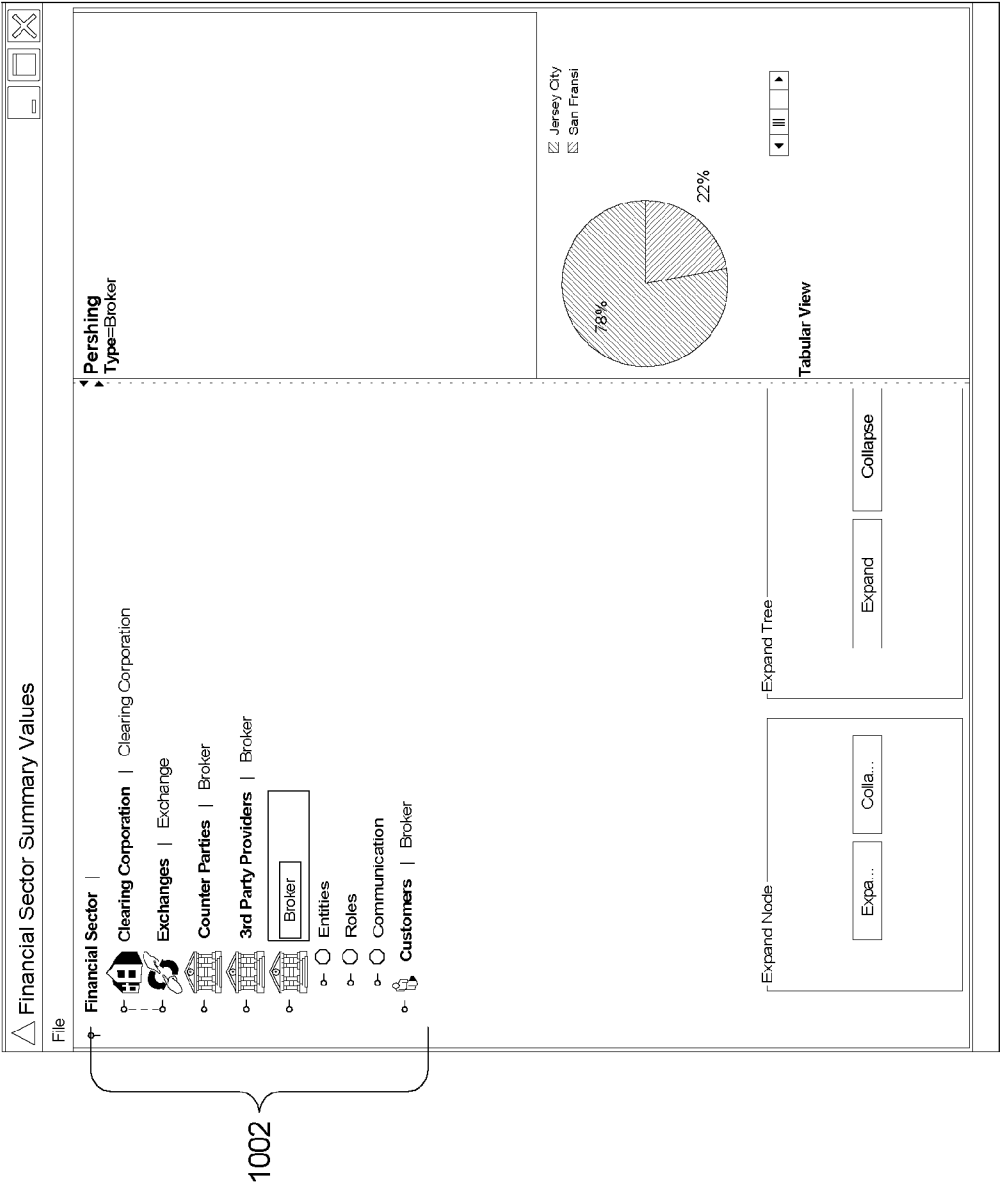 Financial Sector Summary Values
File
Financial Sector |
Clearing Corporation | Clearing Corporation
Exchanges | Exchange
Counter Parties | Broker
3rd Party Providers | Broker
Broker
Entities
Roles
Communication
Customers | Broker
1002
Expand Node
Expa...
Colla...
Expand Tree
Expand
Collapse
Pershing
Type=Broker
78%
22%
Jersey City
San Fransi
Tabular View